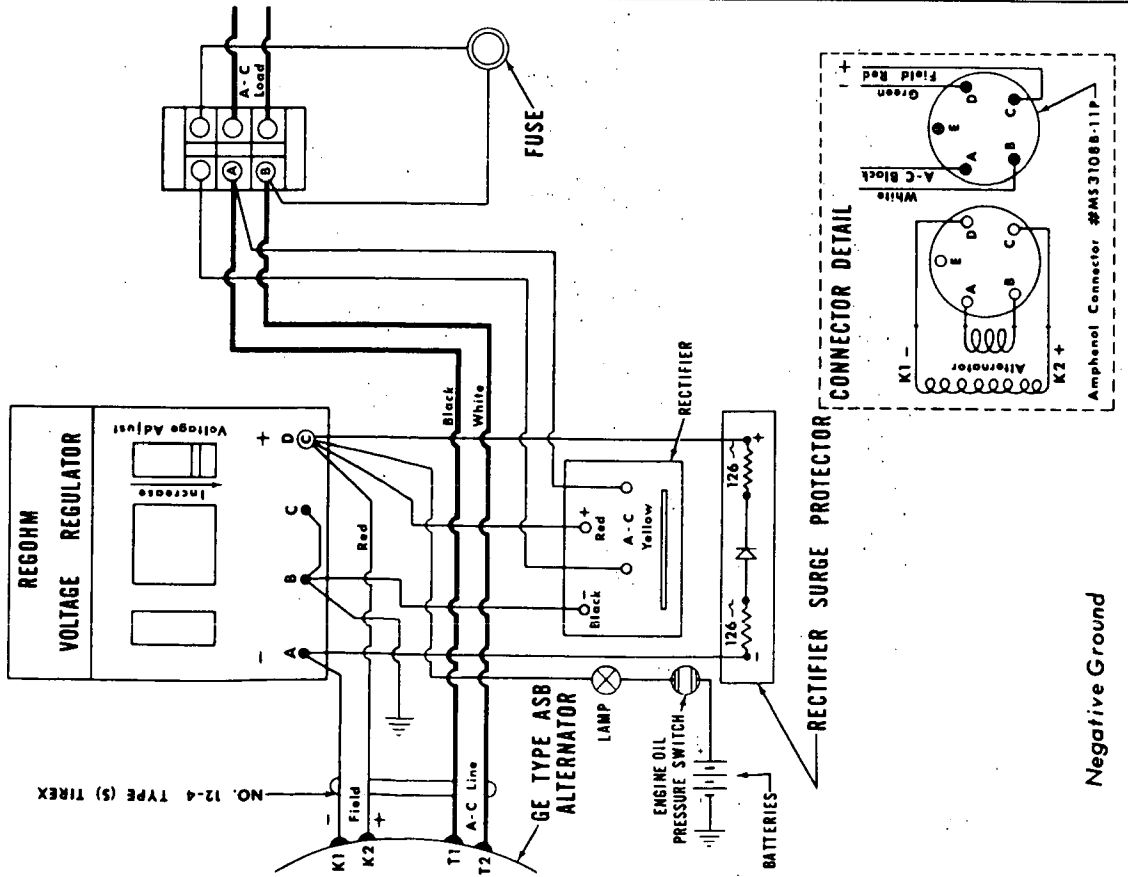 REGOHM
VOLTAGE REGULATOR
Voltage Adjust
Increase
-
A
B
C
D
+
C
A-C
Load
A
B
FUSE
NO. 12-4 TYPE (S) TIREX
-
K1
Field
K2
+
Red
T1
A-C Line
T2
Black
White
GE TYPE ASB
ALTERNATOR
RECTIFIER
-
Black
+
Red
A-C
Yellow
126
126
-
+
RECTIFIER SURGE PROTECTOR
LAMP
ENGINE OIL
PRESSURE SWITCH
+
BATTERIES
CONNECTOR DETAIL
K1 -
Alternator
K2 +
A
B
C
D
E
White
A-C Black
Green
Field Red
-
+
A
B
C
D
E
Amphenol Connector #MS3108B-11P
Negative Ground